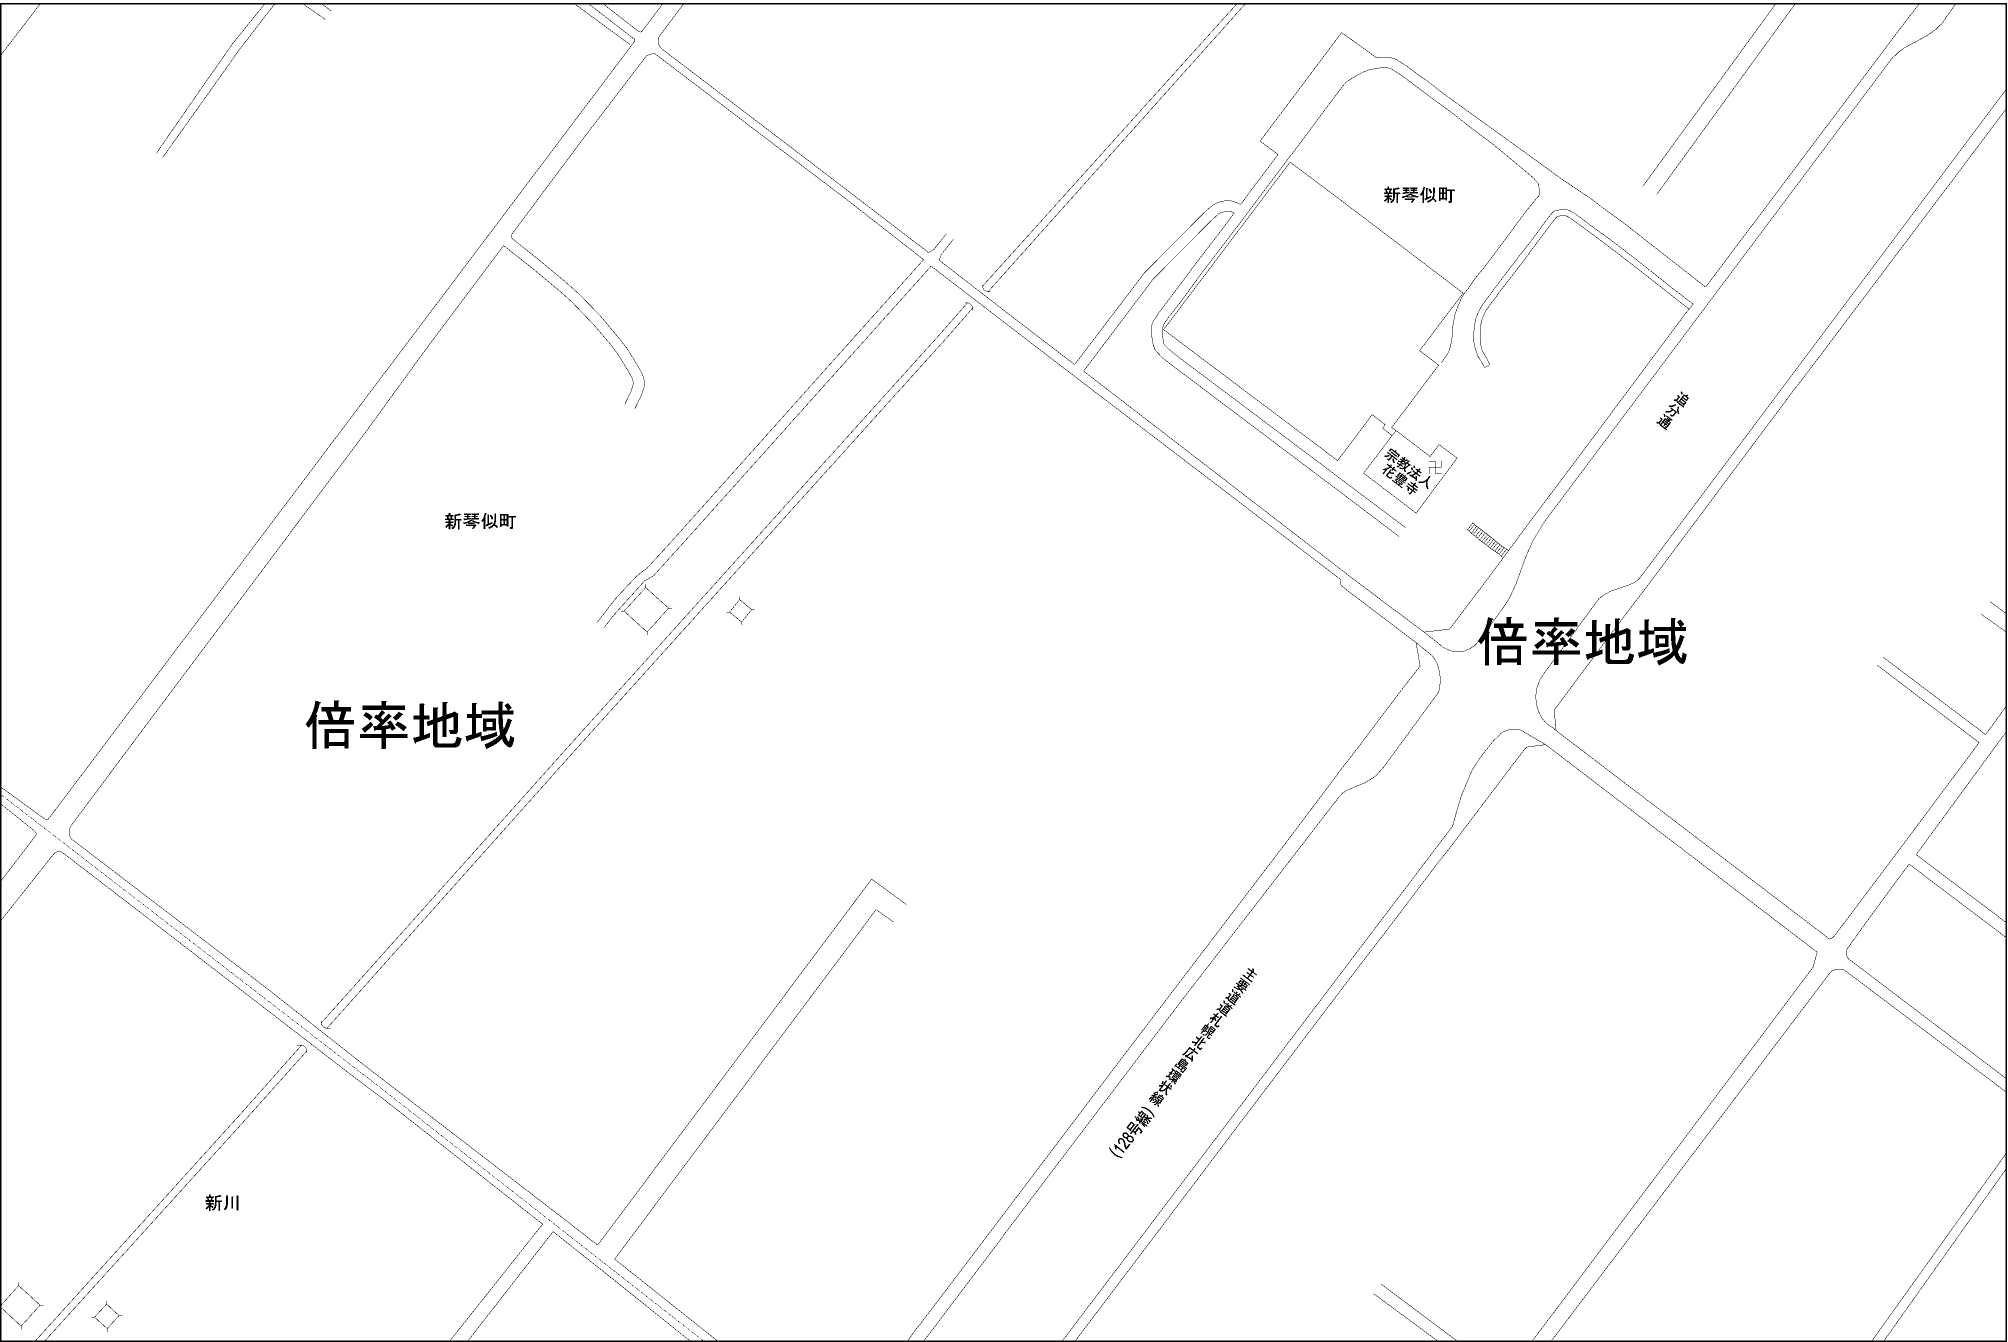 新琴似町
追分通
宗教法人
花豊寺
新琴似町
倍率地域
倍率地域
主要道道札幌北広島環状線
(128号線)
新川